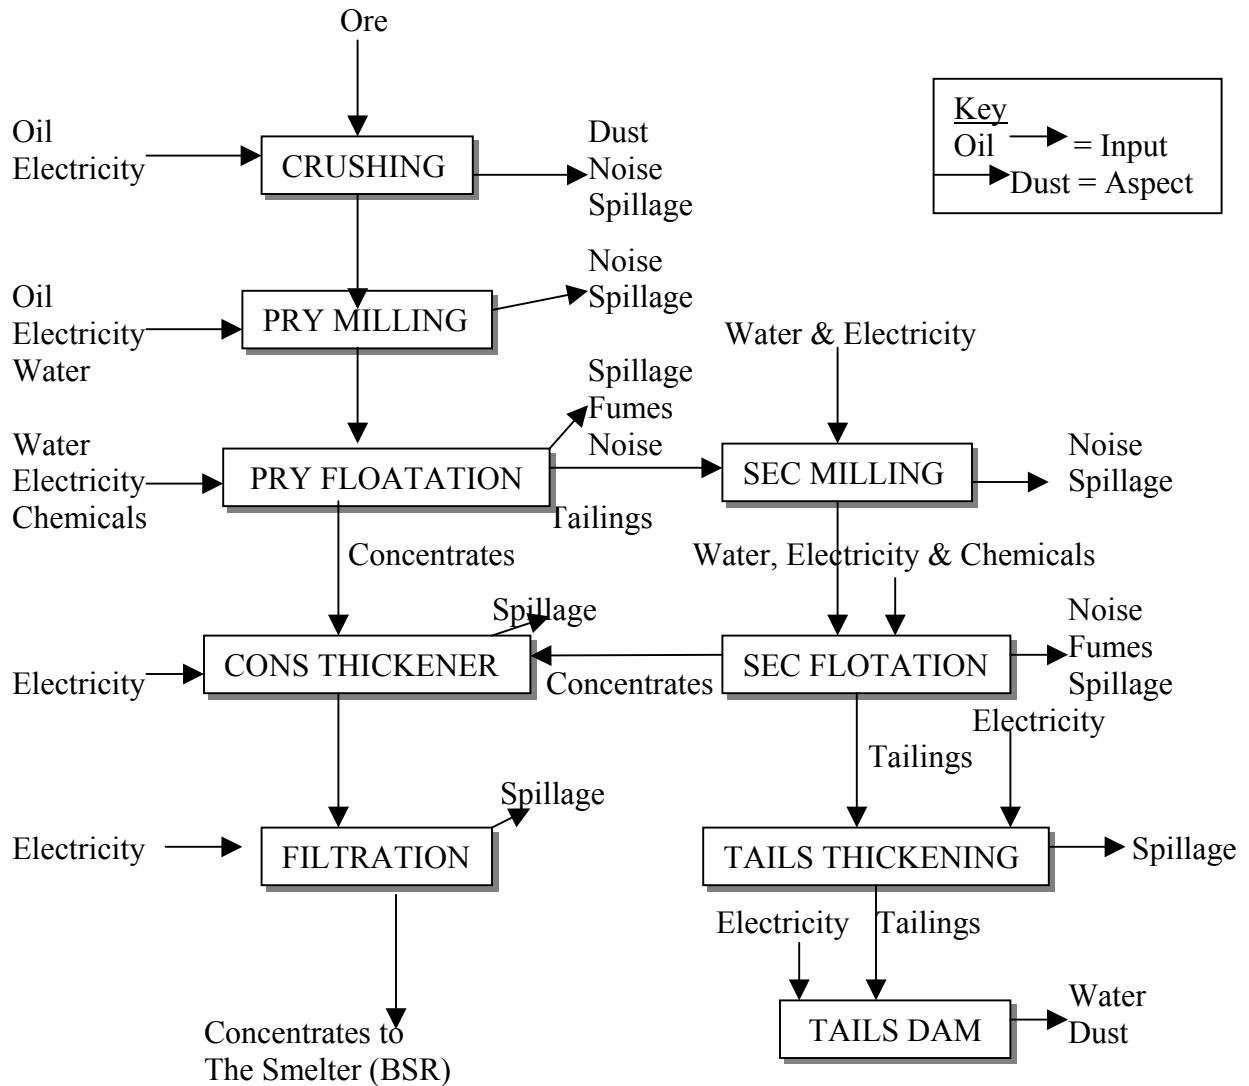 Ore
Key
Oil = Input
Dust = Aspect
Oil
Electricity
CRUSHING
Dust
Noise
Spillage
Oil
Electricity
Water
PRY MILLING
Noise
Spillage
Water & Electricity
Water
Electricity
Chemicals
PRY FLOATATION
Spillage
Fumes
Noise
Tailings
SEC MILLING
Noise
Spillage
Concentrates
Water, Electricity & Chemicals
Spillage
Electricity
CONS THICKENER
Concentrates
SEC FLOTATION
Noise
Fumes
Spillage
Electricity
Tailings
Spillage
Electricity
FILTRATION
TAILS THICKENING
Spillage
Electricity
Tailings
TAILS DAM
Water
Dust
Concentrates to
The Smelter (BSR)